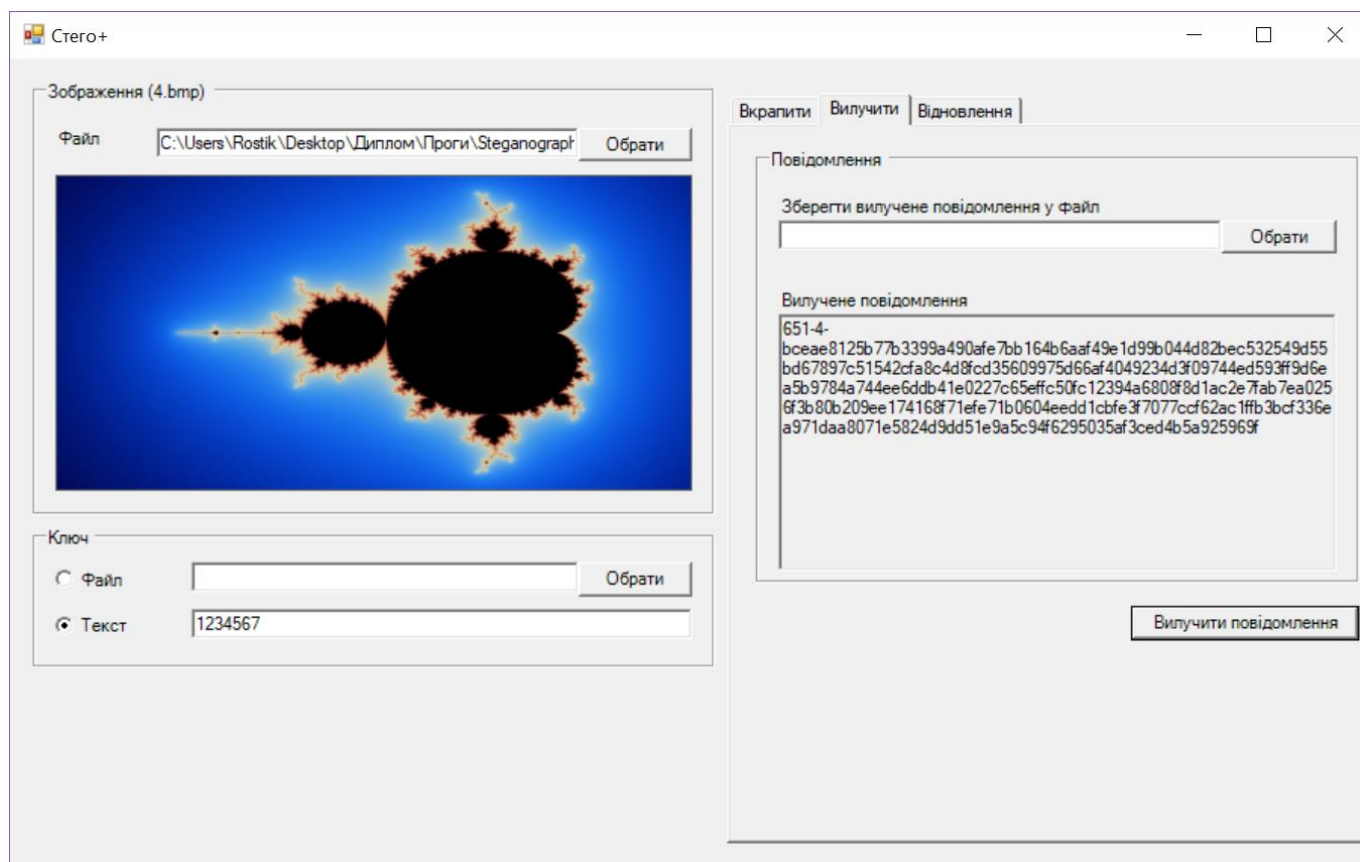 Стего+
Зображення (4.bmp)
Файл
C:\Users\Rostik\Desktop\Диплом\Проги\Steganograph
Обрати
Ключ
Файл
Обрати
Текст
1234567
Вкрапити
Вилучити
Відновлення
Повідомлення
Зберегти вилучене повідомлення у файл
Обрати
Вилучене повідомлення
651-4-
bceae8125b77b3399a490afe7bb164b6aaf49e1d99b044d82bec532549d55
bd67897c51542cfa8c4d8fcd35609975d66af4049234d3f09744ed593ff9d6e
a5b9784a744ee6ddb41e0227c65effc50fc12394a6808f8d1ac2e7fab7ea025
6f3b80b209ee174168f71efe71b0604eedd1cbfe3f7077ccf62ac1ffb3bcf336e
a971daa8071e5824d9dd51e9a5c94f6295035af3ced4b5a925969f
Вилучити повідомлення